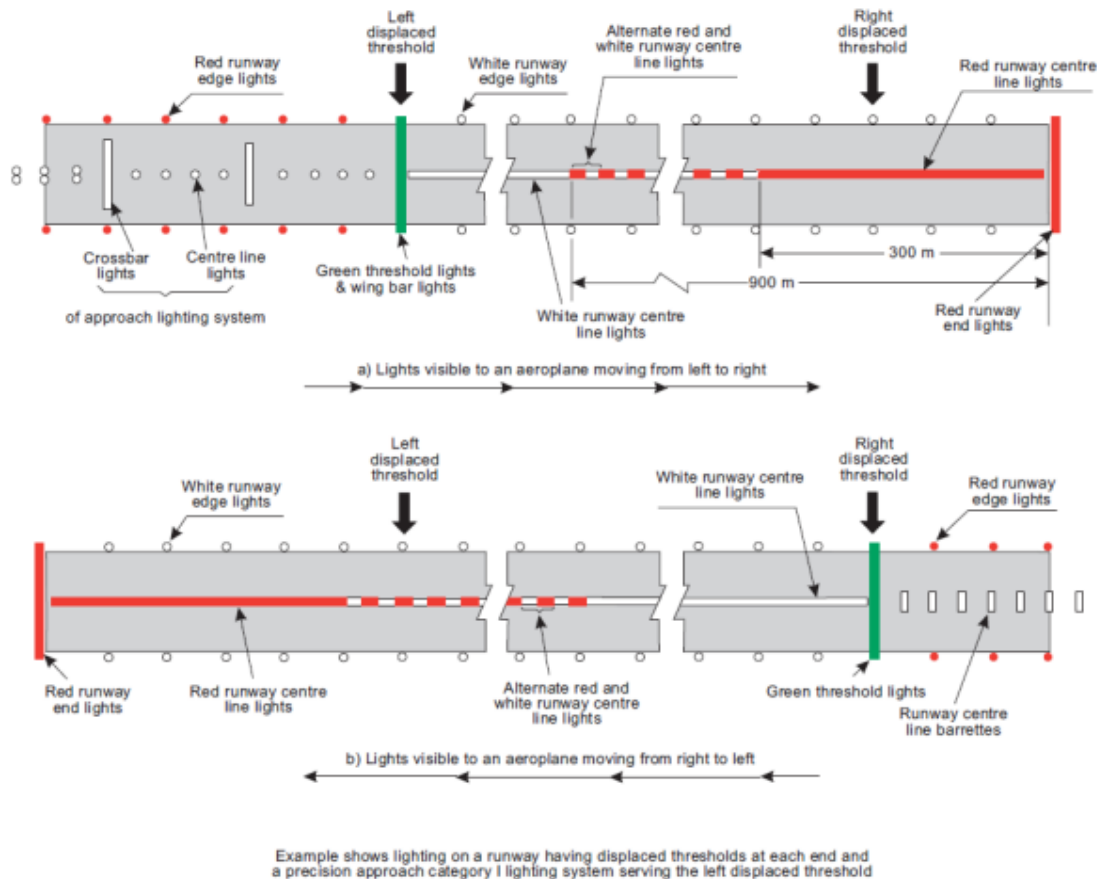 Left
displaced
threshold
Right
displaced
threshold
Alternate red and
white runway centre
line lights
Red runway
edge lights
White runway
edge lights
Red runway centre
line lights
Crossbar
lights
Centre line
lights
of approach lighting system
Green threshold lights
& wing bar lights
White runway centre
line lights
300 m
900 m
Red runway
end lights
a) Lights visible to an aeroplane moving from left to right
Left
displaced
threshold
Right
displaced
threshold
White runway
edge lights
White runway centre
line lights
Red runway
edge lights
Red runway
end lights
Red runway centre
line lights
Alternate red and
white runway centre
line lights
Green threshold lights
Runway centre
line barrettes
b) Lights visible to an aeroplane moving from right to left
Example shows lighting on a runway having displaced thresholds at each end and
a precision approach category I lighting system serving the left displaced threshold